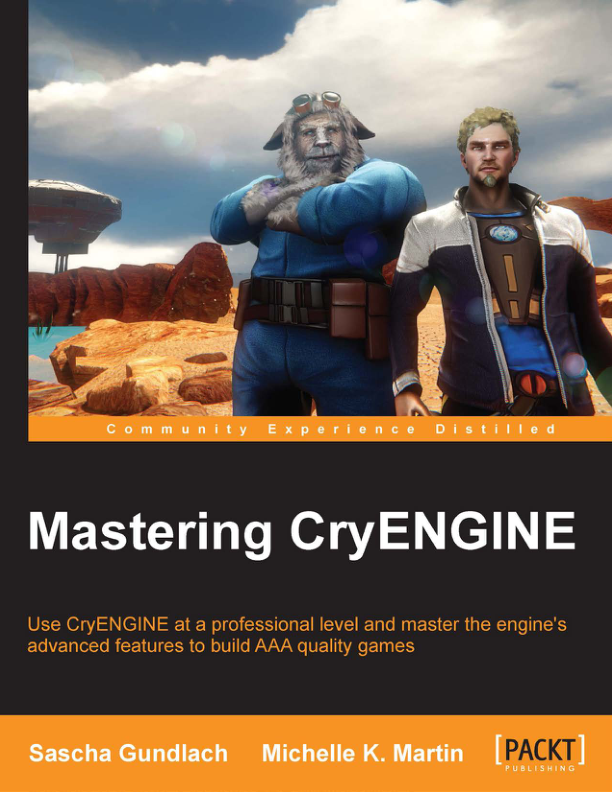 Community Experience Distilled
Mastering CryENGINE
Use CryENGINE at a professional level and master the engine's
advanced features to build AAA quality games
Sascha Gundlach Michelle K. Martin [PACKT]
PUBLISHING